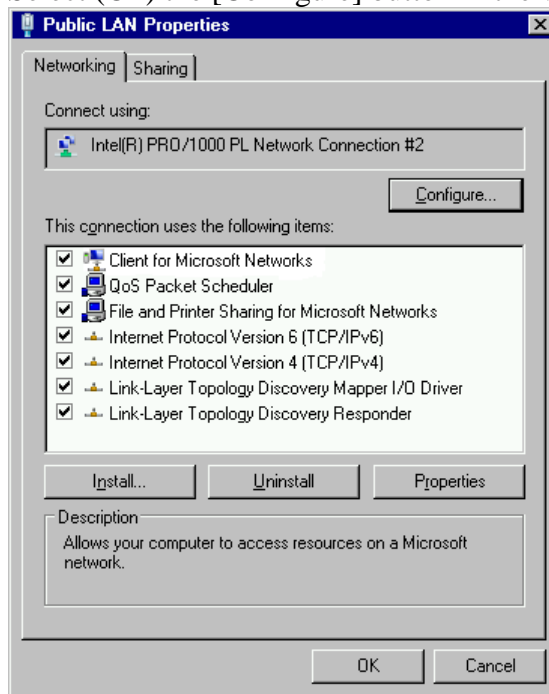 Public LAN Properties
Networking
Sharing
Connect using:
Intel(R) PRO/1000 PL Network Connection #2
Configure...
This connection uses the following items:
Client for Microsoft Networks
QoS Packet Scheduler
File and Printer Sharing for Microsoft Networks
Internet Protocol Version 6 (TCP/IPv6)
Internet Protocol Version 4 (TCP/IPv4)
Link-Layer Topology Discovery Mapper I/O Driver
Link-Layer Topology Discovery Responder
Install...
Uninstall
Properties
Description
Allows your computer to access resources on a Microsoft
network.
OK
Cancel